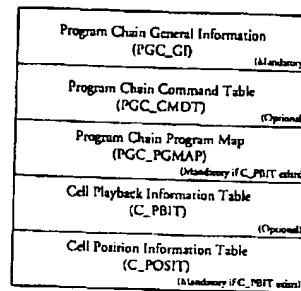 Program Chain General Information
(PGC_GI)
(Mandatory
Program Chain Command Table
(PGC_CMDT)
(Optional)
Program Chain Program Map
(PGC_PGMAP)
(Mandatory if C_PBIT exists)
Cell Playback Information Table
(C_PBIT)
(Optional)
Cell Position Information Table
(C_POSIT)
(Mandatory if C_PBIT exists)